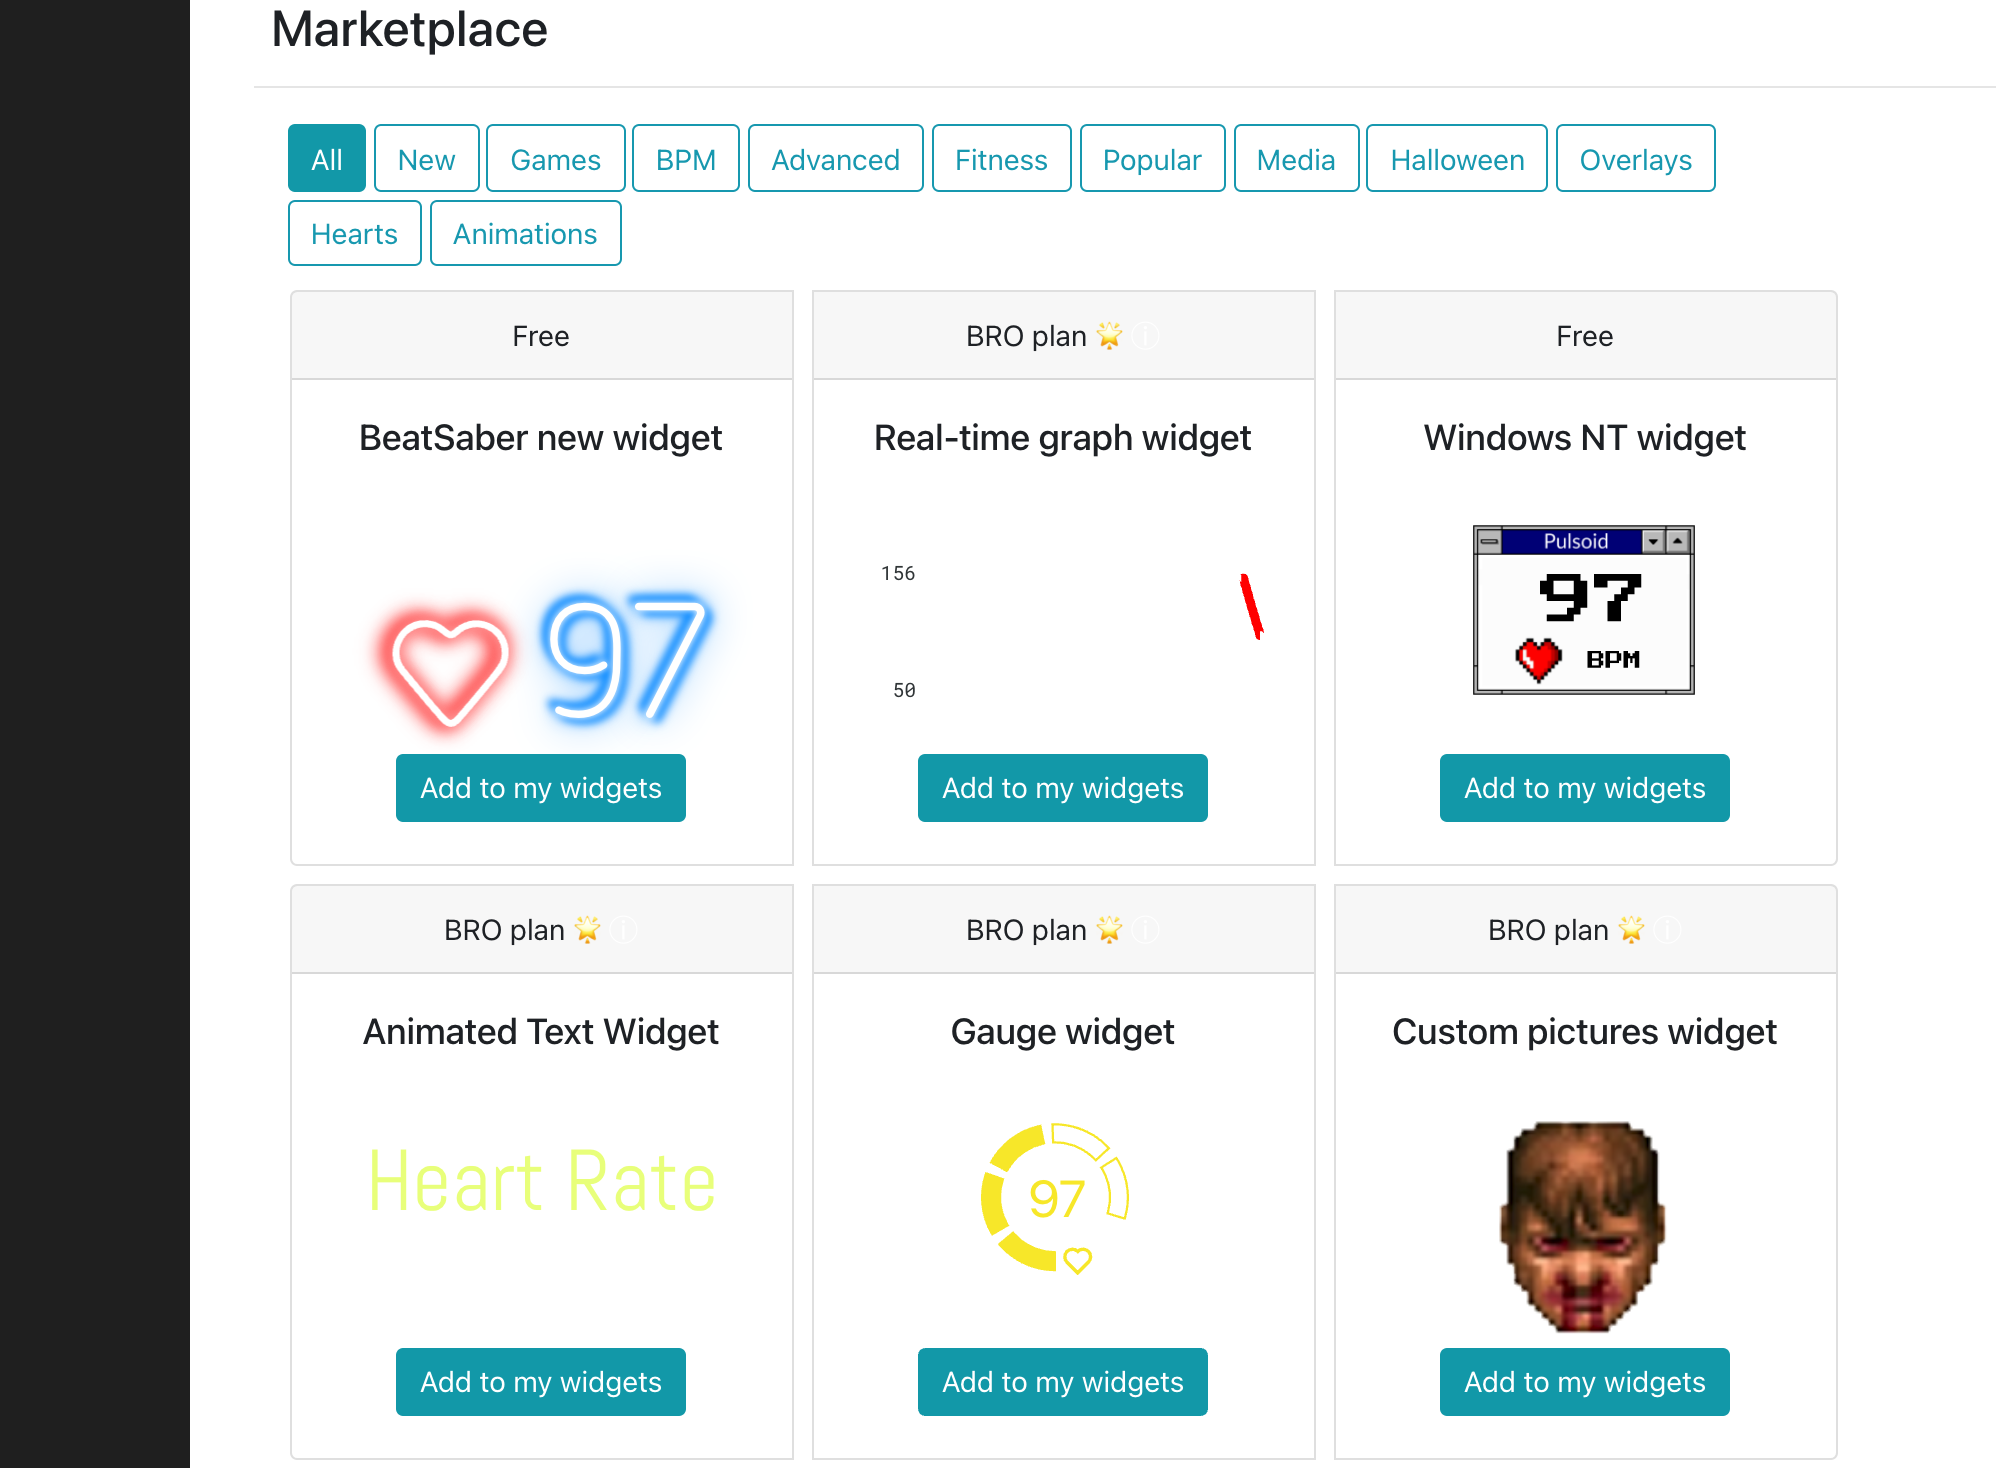 Marketplace
All New Games BPM Advanced Fitness Popular Media Halloween Overlays
Hearts Animations
Free
BeatSaber new widget
97
Add to my widgets
BRO plan
Real-time graph widget
156
50
Add to my widgets
Free
Windows NT widget
Pulsoid
97
BPM
Add to my widgets
BRO plan
Animated Text Widget
Heart Rate
Add to my widgets
BRO plan
Gauge widget
97
Add to my widgets
BRO plan
Custom pictures widget
Add to my widgets